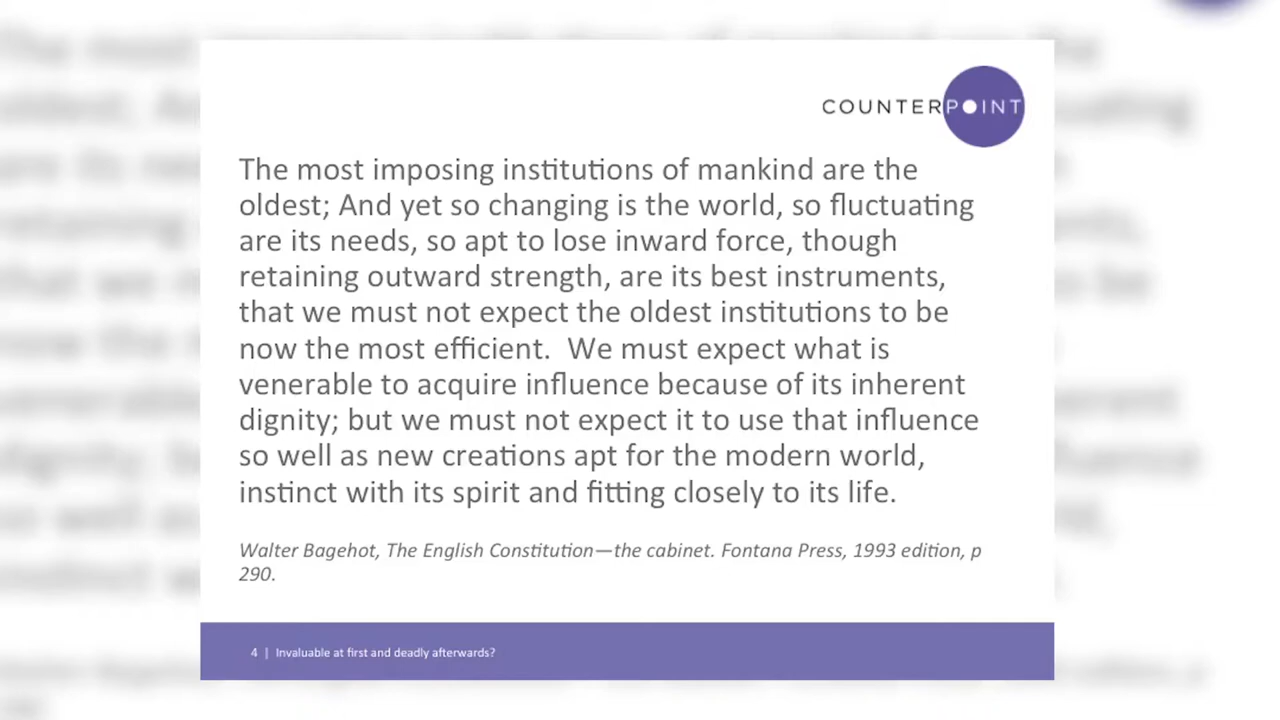 COUNTERPOINT
The most imposing institutions of mankind are the
oldest; And yet so changing is the world, so fluctuating
are its needs, so apt to lose inward force, though
retaining outward strength, are its best instruments,
that we must not expect the oldest institutions to be
now the most efficient.  We must expect what is
venerable to acquire influence because of its inherent
dignity; but we must not expect it to use that influence
so well as new creations apt for the modern world,
instinct with its spirit and fitting closely to its life.
Walter Bagehot, The English Constitution—the cabinet. Fontana Press, 1993 edition, p
290.
4 | Invaluable at first and deadly afterwards?